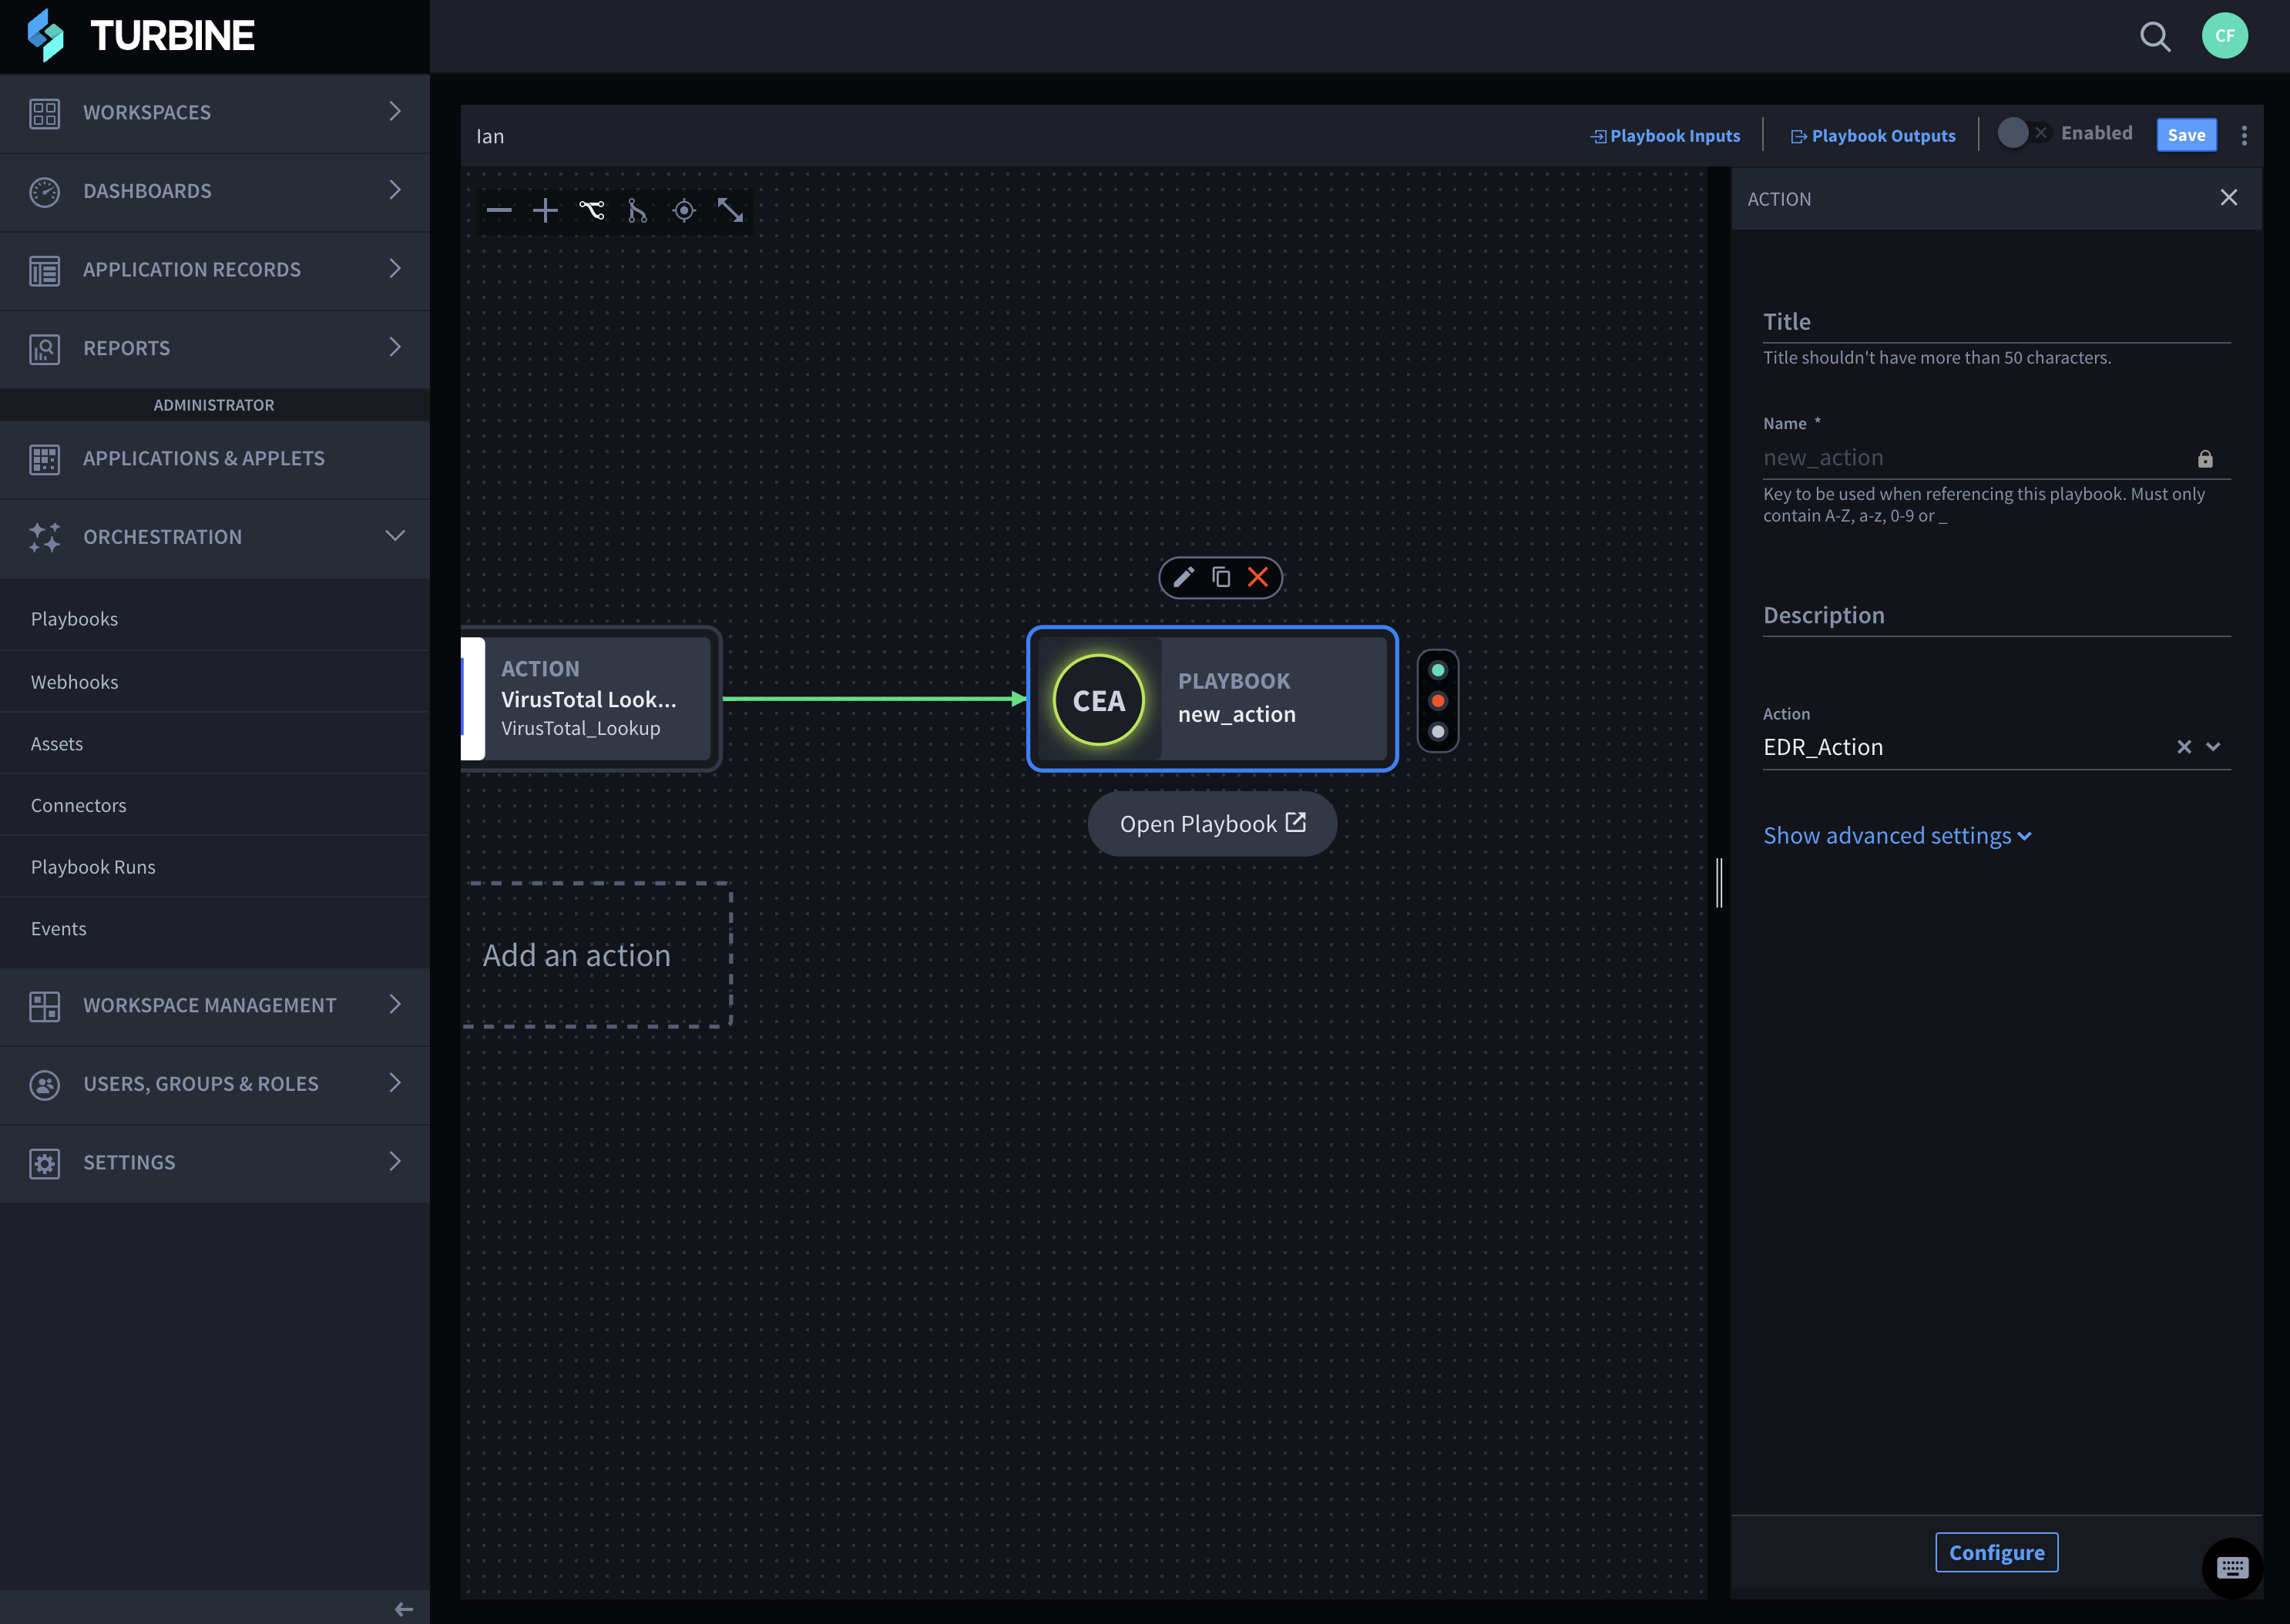 TURBINE
CF
WORKSPACES
DASHBOARDS
APPLICATION RECORDS
REPORTS
ADMINISTRATOR
APPLICATIONS & APPLETS
ORCHESTRATION
Playbooks
Webhooks
Assets
Connectors
Playbook Runs
Events
WORKSPACE MANAGEMENT
USERS, GROUPS & ROLES
SETTINGS
Ian
Playbook Inputs
Playbook Outputs
Enabled
Save
ACTION
VirusTotal Look...
VirusTotal_Lookup
CEA
PLAYBOOK
new_action
Open Playbook
Add an action
ACTION
Title
Title shouldn't have more than 50 characters.
Name *
new_action
Key to be used when referencing this playbook. Must only
contain A-Z, a-z, 0-9 or _
Description
Action
EDR_Action
Show advanced settings
Configure